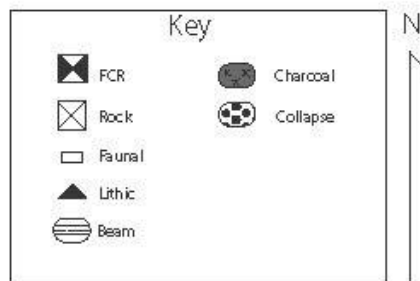 Key
N
FCR
Charcoal
Rock
Collapse
Faunal
Lithic
Beam